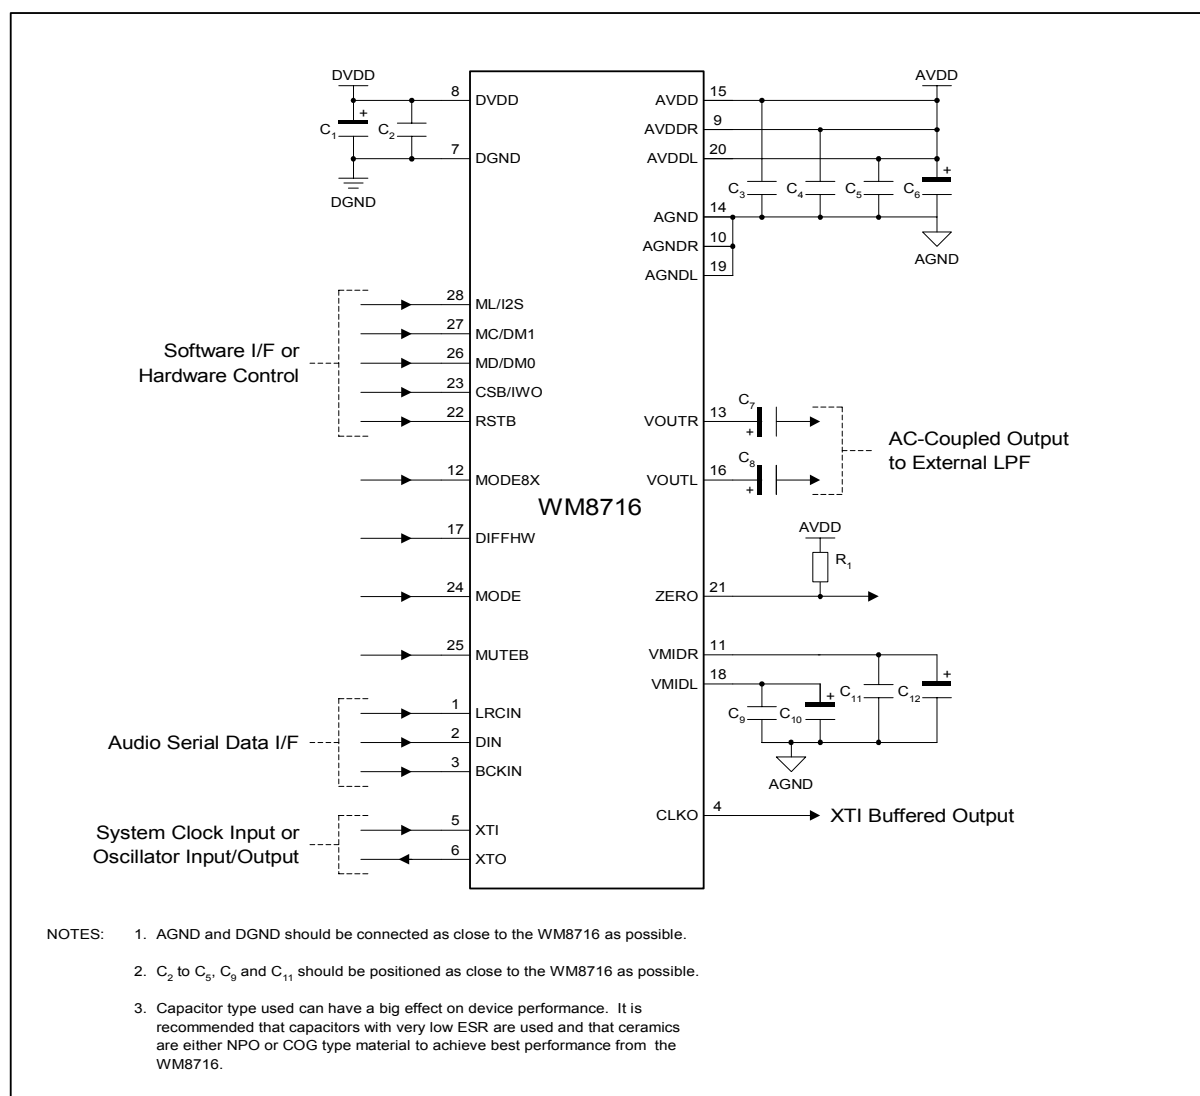 DVDD
8
DVDD
C1
+
C2
7
DGND
DGND
AVDD
15
AVDD
AVDDR
9
AVDDL
20
+
C3
C4
C5
C6
AGND
14
AGNDR
10
AGNDL
19
AGND
28
ML/I2S
27
MC/DM1
26
MD/DM0
23
CSB/IWO
22
RSTB
Software I/F or
Hardware Control
12
MODE8X
17
DIFFHW
24
MODE
25
MUTEB
WM8716
C7
VOUTR
13
+
C8
VOUTL
16
+
AC-Coupled Output
to External LPF
AVDD
R1
ZERO
21
VMIDR
11
VMIDL
18
C9
C10
+
C11
C12
+
AGND
Audio Serial Data I/F
1
LRCIN
2
DIN
3
BCKIN
System Clock Input or
Oscillator Input/Output
5
XTI
6
XTO
CLKO
4
XTI Buffered Output
NOTES: 1. AGND and DGND should be connected as close to the WM8716 as possible.
2. C2 to C5, C9 and C11 should be positioned as close to the WM8716 as possible.
3. Capacitor type used can have a big effect on device performance. It is
recommended that capacitors with very low ESR are used and that ceramics
are either NPO or COG type material to achieve best performance from the
WM8716.